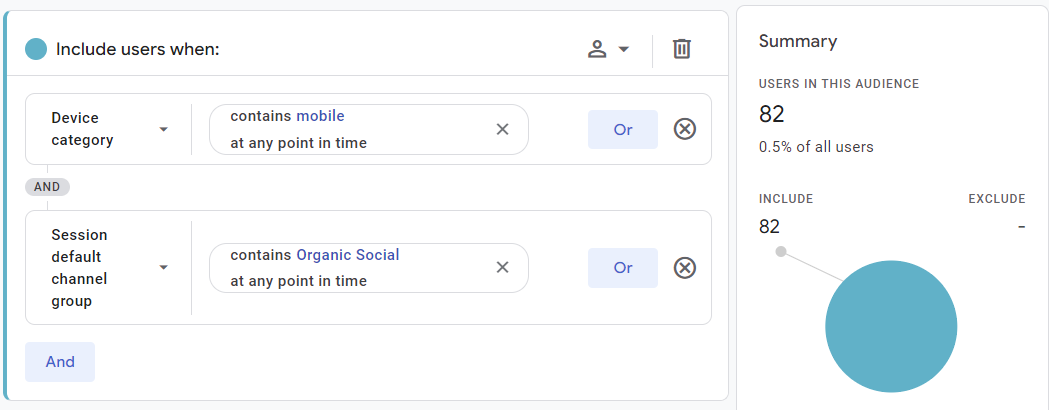 Include users when:
Device
category
contains mobile
at any point in time
Or
AND
Session
default
channel
group
contains Organic Social
at any point in time
Or
And
Summary
USERS IN THIS AUDIENCE
82
0.5% of all users
INCLUDE
EXCLUDE
82
-